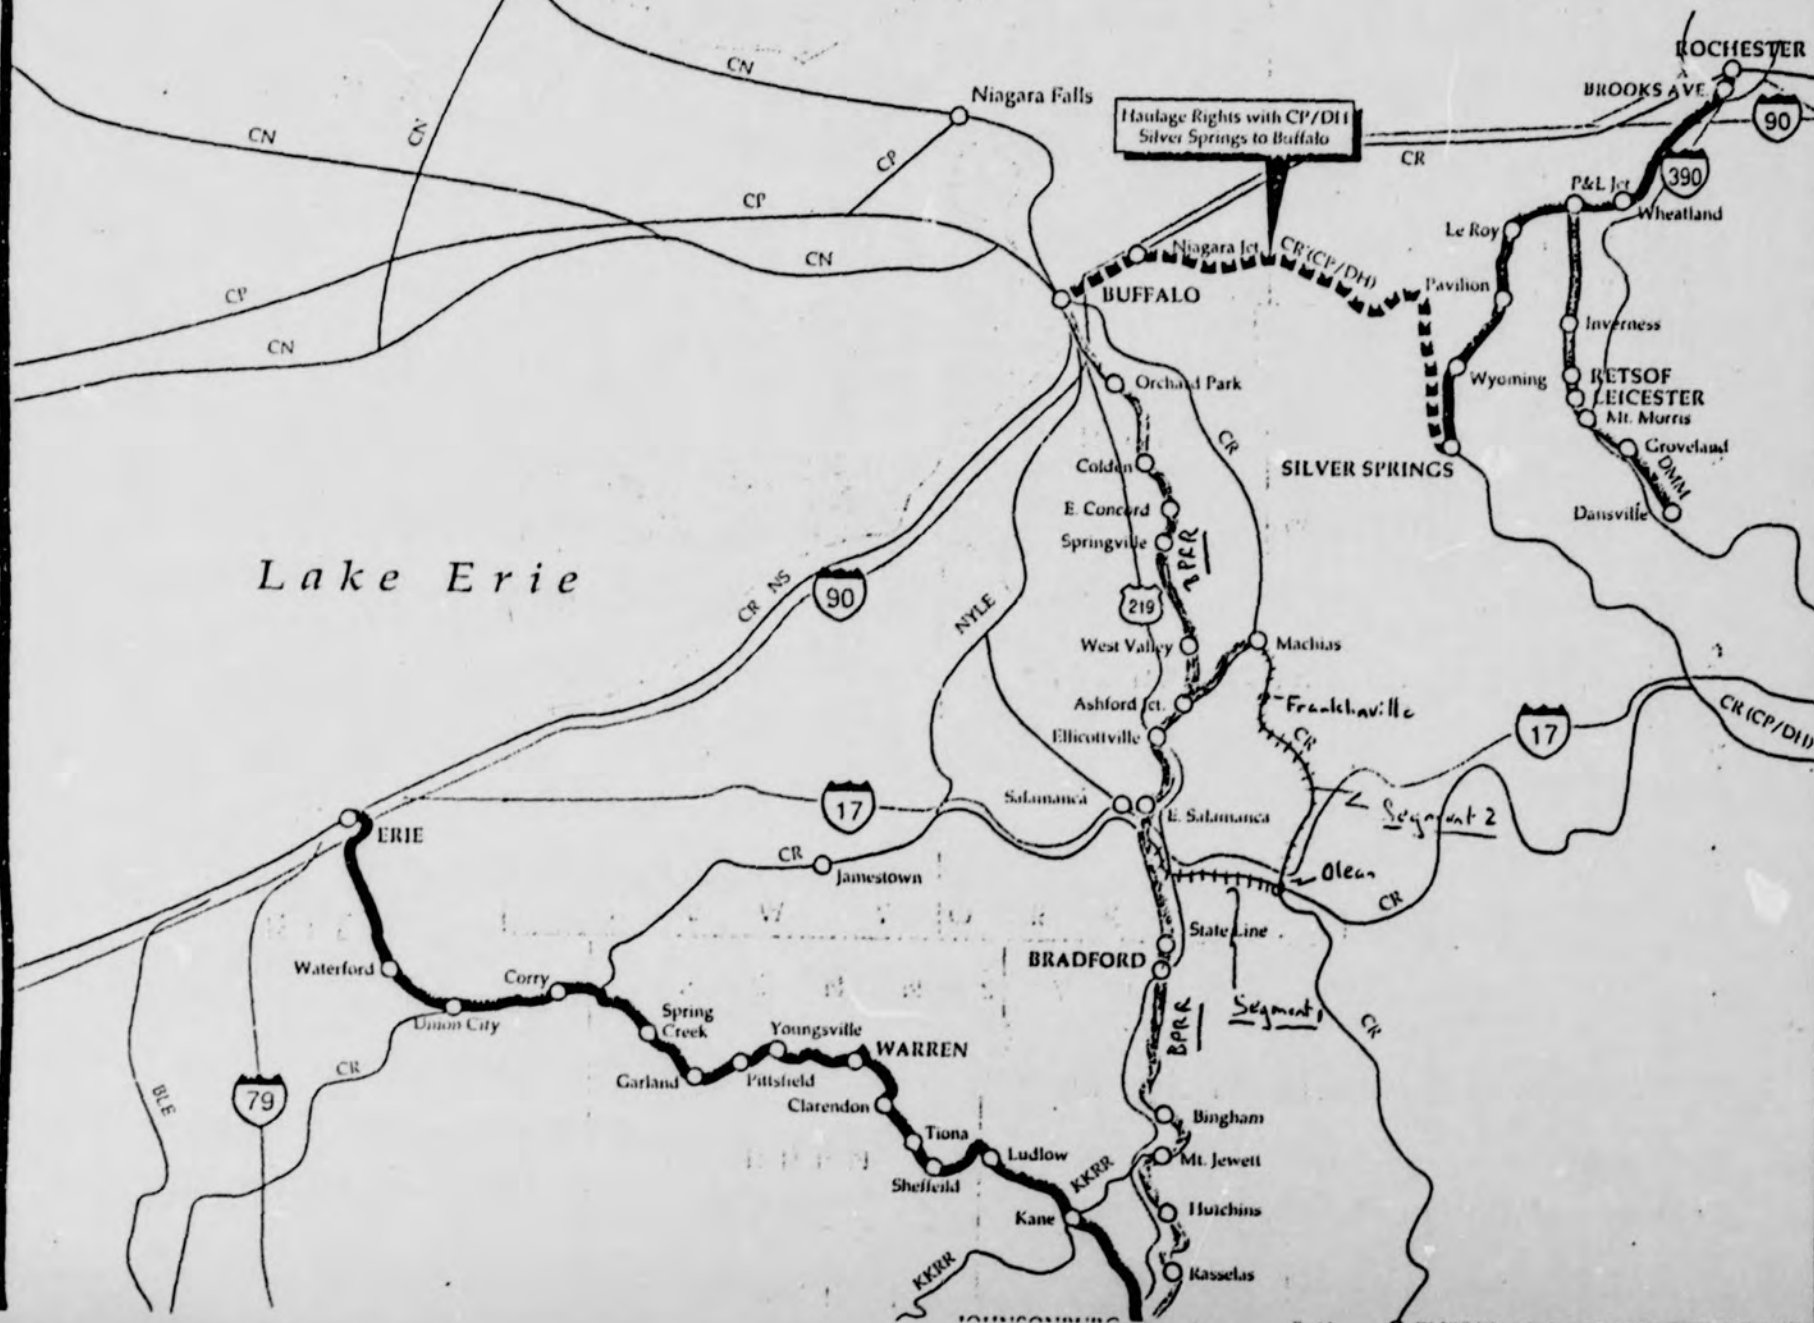 ROCHESTER
CN
Niagara Falls
BROOKS AVE.
90
Haulage Rights with CP/DH
Silver Springs to Buffalo
CN
CN
CP
CR
390
P&L Jct
Wheatland
CP
Le Roy
CN
Niagara Jct.
CR (CP/DH)
Pavilion
CP
BUFFALO
Inverness
CN
Orchard Park
Wyoming
RETSOF
LEICESTER
Mt. Morris
CR
Groveland
Colden
SILVER SPRINGS
DMM
E. Concord
Dansville
Springville
BPRR
Lake Erie
CR NS
90
219
NYLE
West Valley
Machias
Ashford Jct.
Franklinville
CR (CP/DH)
Ellicottville
CR
17
Salamanca
17
E. Salamanca
Segment 2
ERIE
CR
Jamestown
Olean
CR
State Line
BRADFORD
Waterford
Corry
Segment 1
Union City
Spring
Creek
Youngsville
BPRR
CR
WARREN
CR
Garland
Pittsfield
BLE
79
Clarendon
Bingham
Tiona
Ludlow
Mt. Jewett
KKRR
Sheffeild
Kane
Hutchins
KKRR
Rasselas
JOHNSONBURG